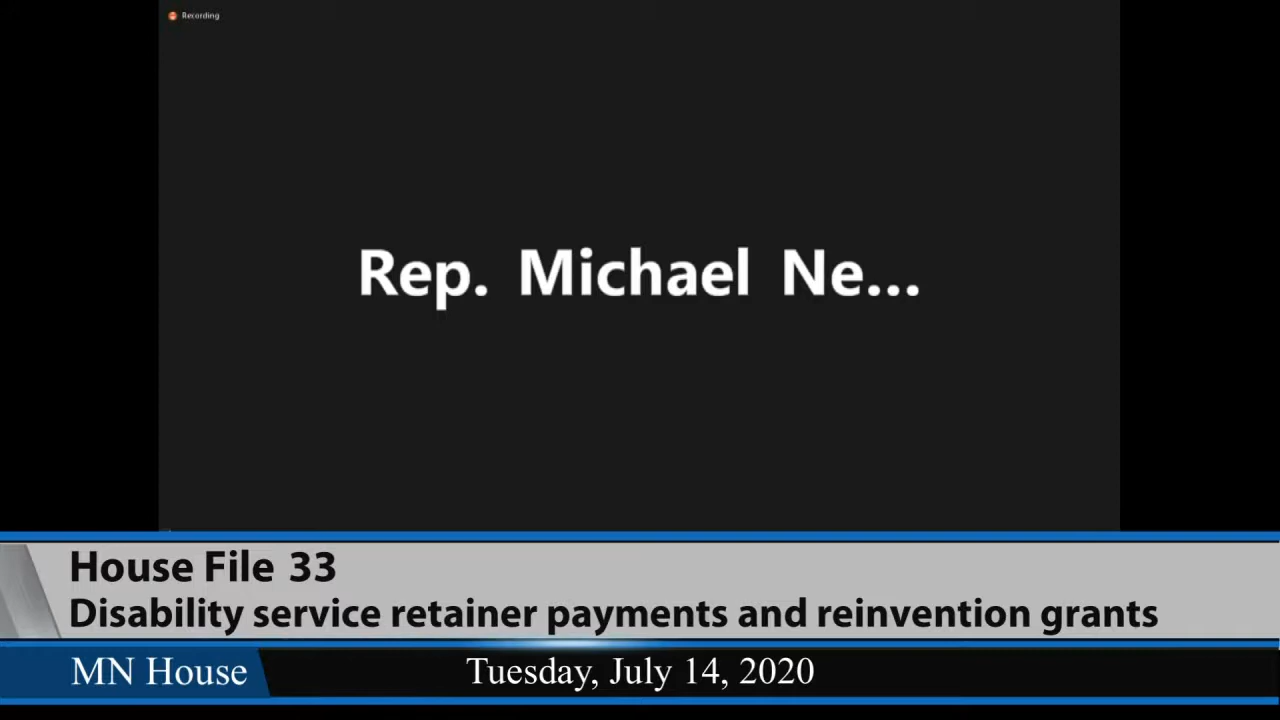 Recording
Rep. Michael Ne...
House File 33
Disability service retainer payments and reinvention grants
MN House
Tuesday, July 14, 2020